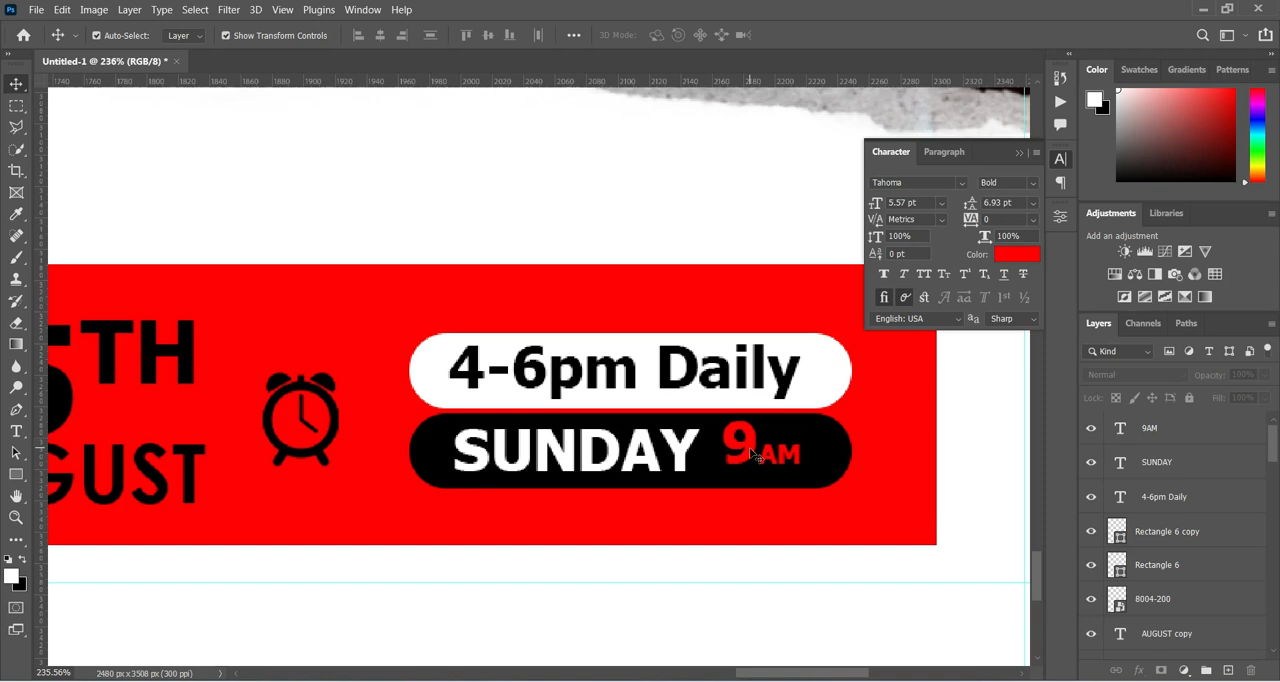 Ps File Edit Image Layer Type Select Filter 3D View Plugins Window Help
Auto-Select: Layer Show Transform Controls 3D Mode:
Untitled-1 @ 236% (RGB/8) *
1740 1760 1780 1800 1820 1840 1860 1880 1900 1920 1940 1960 1980 2000 2020 2040 2060 2080 2100 2120 2140 2160 2180 2200 2220 2240 2260 2280 2300 2320 2340
Color Swatches Gradients Patterns
Character Paragraph
Tahoma Bold
5.57 pt 6.93 pt
Metrics 0
100% 100%
0 pt Color:
English: USA aa Sharp
Adjustments Libraries
Add an adjustment
Layers Channels Paths
Kind
Normal Opacity: 100%
Lock: Fill: 100%
9AM
SUNDAY
4-6pm Daily
Rectangle 6 copy
Rectangle 6
8004-200
AUGUST copy
5TH
GUST
4-6pm Daily
SUNDAY 9AM
235.56% 2480 px x 3508 px (300 ppi)